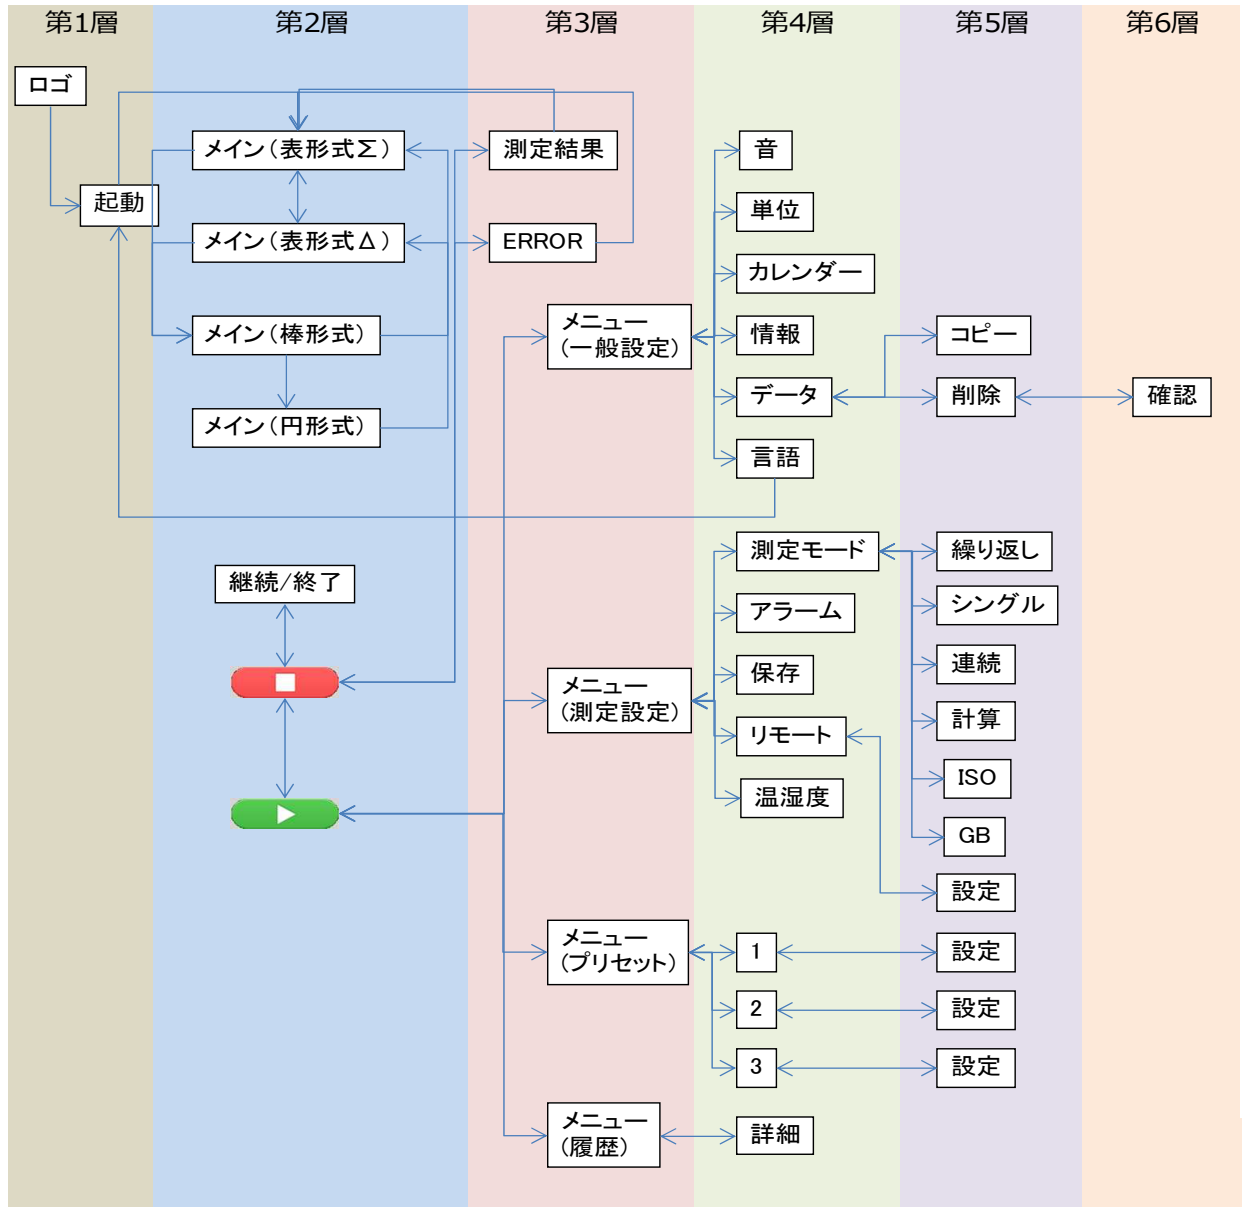 第1層
第2層
第3層
第4層
第5層
第6層
ロゴ
起動
メイン(表形式Σ)
メイン(表形式Δ)
メイン(棒形式)
メイン(円形式)
継続/終了
測定結果
ERROR
メニュー
(一般設定)
メニュー
(測定設定)
メニュー
(プリセット)
メニュー
(履歴)
音
単位
カレンダー
情報
データ
言語
測定モード
アラーム
保存
リモート
温湿度
1
2
3
詳細
コピー
削除
繰り返し
シングル
連続
計算
ISO
GB
設定
設定
設定
設定
確認